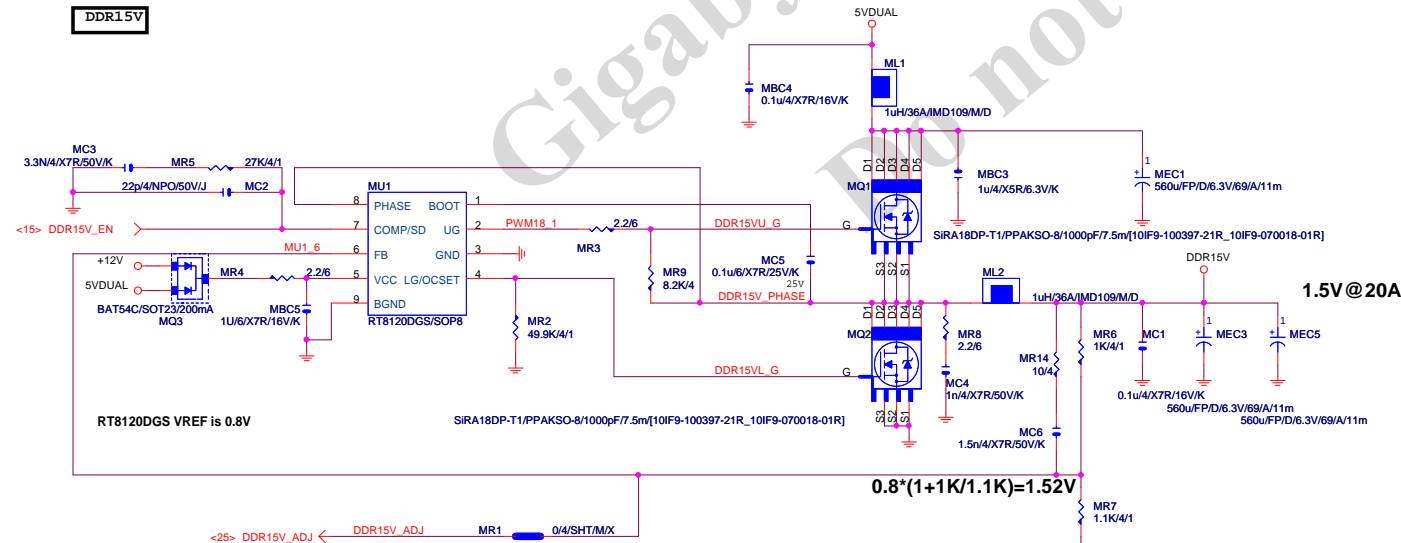 DDR15V
Gigaby
Do not
5VDUAL
MBC4
0.1u/4/X7R/16V/K
ML1
1uH/36A/IMD109/M/D
MC3
3.3N/4/X7R/50V/K
MR5
27K/4/1
22p/4/NPO/50V/J
MC2
MU1
8
PHASE
BOOT
1
7
COMP/SD
UG
2
6
FB
GND
3
5
VCC
LG/OCSET
4
9
BGND
RT8120DGS/SOP8
<15> DDR15V_EN
MU1_6
+12V
5VDUAL
MR4
2.2/6
BAT54C/SOT23/200mA
MQ3
MBC5
1U/6/X7R/16V/K
PWM18_1
2.2/6
MR3
DDR15VU_G
MR9
8.2K/4
MC5
0.1u/6/X7R/25V/K
25V
DDR15V_PHASE
MR2
49.9K/4/1
DDR15VL_G
D1
D2
D3
D4
D5
MQ1
G
S3
S2
S1
MBC3
1u/4/X5R/6.3V/K
1
+
MEC1
560u/FP/D/6.3V/69/A/11m
SiRA18DP-T1/PPAKSO-8/1000pF/7.5m/[10IF9-100397-21R_10IF9-070018-01R]
ML2
1uH/36A/IMD109/M/D
DDR15V
1.5V@20A
D1
D2
D3
D4
D5
MQ2
G
S3
S2
S1
MR8
2.2/6
MC4
1n/4/X7R/50V/K
MR14
10/4
MR6
1K/4/1
MC1
0.1u/4/X7R/16V/K
1
+
MEC3
560u/FP/D/6.3V/69/A/11m
1
+
MEC5
560u/FP/D/6.3V/69/A/11m
SiRA18DP-T1/PPAKSO-8/1000pF/7.5m/[10IF9-100397-21R_10IF9-070018-01R]
MC6
1.5n/4/X7R/50V/K
RT8120DGS VREF is 0.8V
0.8*(1+1K/1.1K)=1.52V
MR7
1.1K/4/1
<25> DDR15V_ADJ
DDR15V_ADJ
MR1
0/4/SHT/M/X